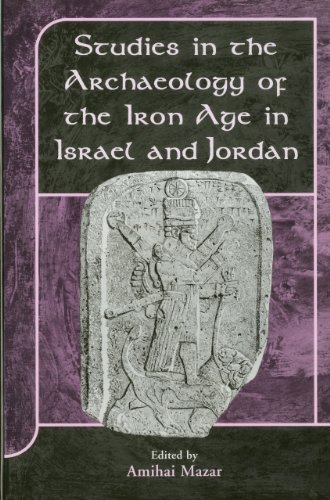 Studies in the
Archaeology of
the Iron Age in
Israel and Jordan
Edited by
Amihai Mazar